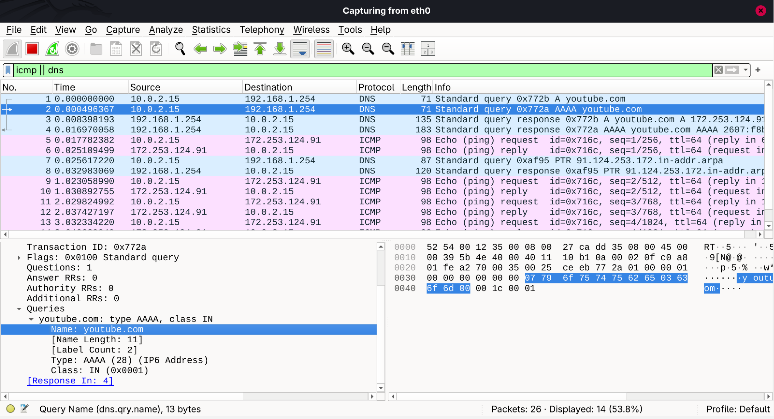 Capturing from eth0
File Edit View Go Capture Analyze Statistics Telephony Wireless Tools Help
icmp || dns
No. Time Source Destination Protocol Length Info
1 0.000000000 10.0.2.15 192.168.1.254 DNS 71 Standard query 0x772b A youtube.com
2 0.000496367 10.0.2.15 192.168.1.254 DNS 71 Standard query 0x772a AAAA youtube.com
3 0.008398193 192.168.1.254 10.0.2.15 DNS 135 Standard query response 0x772b A youtube.com A 172.253.124.91
4 0.016970058 192.168.1.254 10.0.2.15 DNS 183 Standard query response 0x772a AAAA youtube.com AAAA 2607:f8b
5 0.017782382 10.0.2.15 172.253.124.91 ICMP 98 Echo (ping) request id=0x716c, seq=1/256, ttl=64 (reply in 6
6 0.025109499 172.253.124.91 10.0.2.15 ICMP 98 Echo (ping) reply id=0x716c, seq=1/256, ttl=64 (request in
7 0.025617220 10.0.2.15 192.168.1.254 DNS 87 Standard query 0xaf95 PTR 91.124.253.172.in-addr.arpa
8 0.032983069 192.168.1.254 10.0.2.15 DNS 120 Standard query response 0xaf95 PTR 91.124.253.172.in-addr.ap
9 1.023058990 10.0.2.15 172.253.124.91 ICMP 98 Echo (ping) request id=0x716c, seq=2/512, ttl=64 (reply in
10 1.030892755 172.253.124.91 10.0.2.15 ICMP 98 Echo (ping) reply id=0x716c, seq=2/512, ttl=64 (request in
11 2.029824992 10.0.2.15 172.253.124.91 ICMP 98 Echo (ping) request id=0x716c, seq=3/768, ttl=64 (reply in
12 2.037427197 172.253.124.91 10.0.2.15 ICMP 98 Echo (ping) reply id=0x716c, seq=3/768, ttl=64 (request in
13 3.032334220 10.0.2.15 172.253.124.91 ICMP 98 Echo (ping) request id=0x716c, seq=4/1024, ttl=64 (reply in
Transaction ID: 0x772a
Flags: 0x0100 Standard query
Questions: 1
Answer RRs: 0
Authority RRs: 0
Additional RRs: 0
Queries
youtube.com: type AAAA, class IN
Name: youtube.com
[Name Length: 11]
[Label Count: 2]
Type: AAAA (28) (IP6 Address)
Class: IN (0x0001)
[Response In: 4]
0000 52 54 00 12 35 00 08 00 27 ca dd 35 08 00 45 00 RT··5··· '··5
0010 00 39 5b 4e 40 00 40 11 10 b1 0a 00 02 0f c0 a8 ·9[N@·@·
0020 01 fe a2 70 00 35 00 25 ce eb 77 2a 01 00 00 01 ···p·5·% ··w*
0030 00 00 00 00 00 00 07 79 6f 75 74 75 62 65 03 63 ·······y outu
0040 6f 6d 00 00 1c 00 01 om·····
Query Name (dns.qry.name), 13 bytes
Packets: 26 · Displayed: 14 (53.8%)
Profile: Default